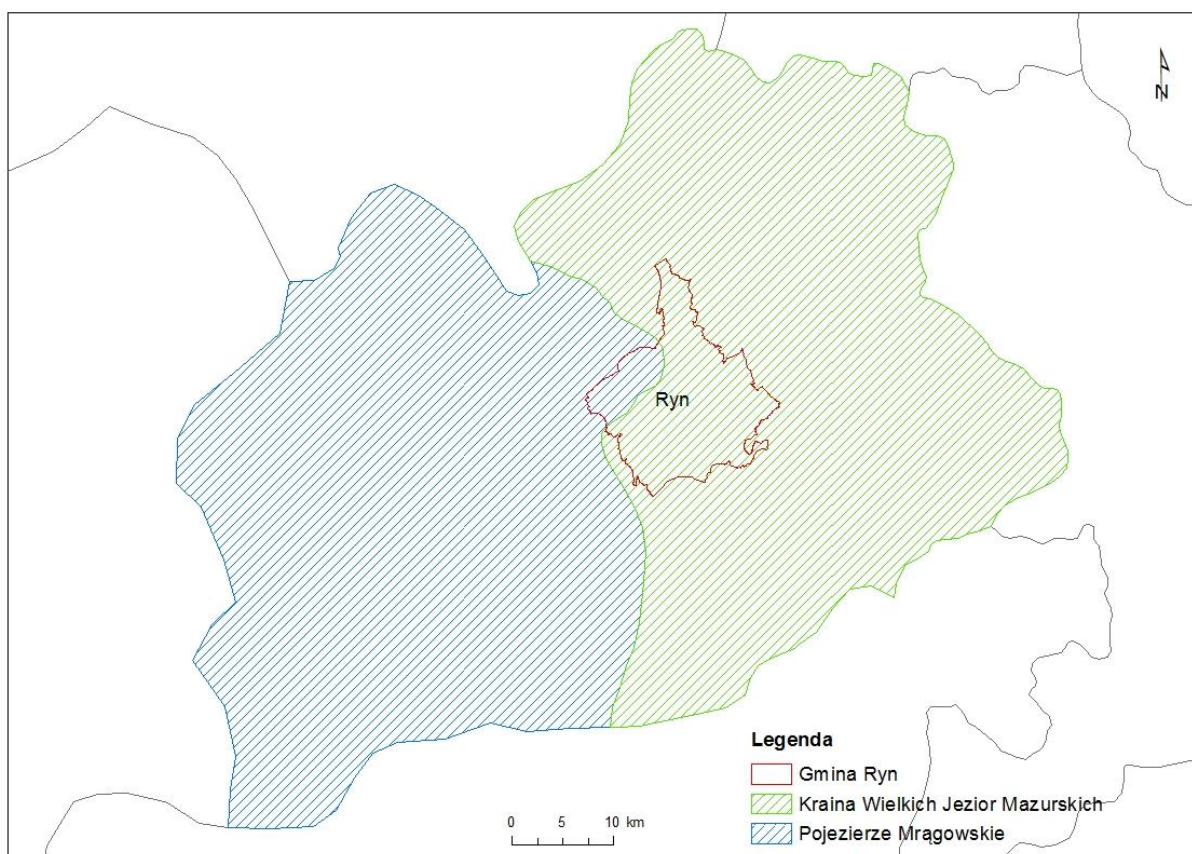 N
Ryn
Legenda
Gmina Ryn
Kraina Wielkich Jezior Mazurskich
Pojezierze Mrągowskie
0 5 10 km